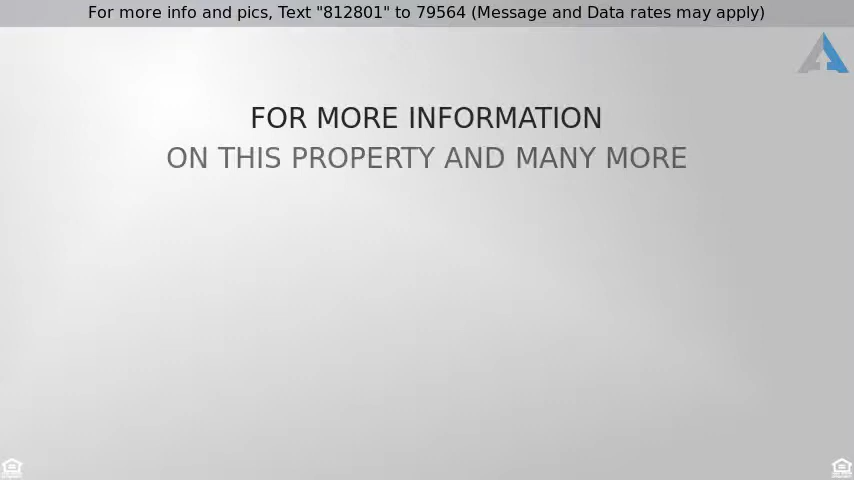 For more info and pics, Text "812801" to 79564 (Message and Data rates may apply)
FOR MORE INFORMATION
ON THIS PROPERTY AND MANY MORE